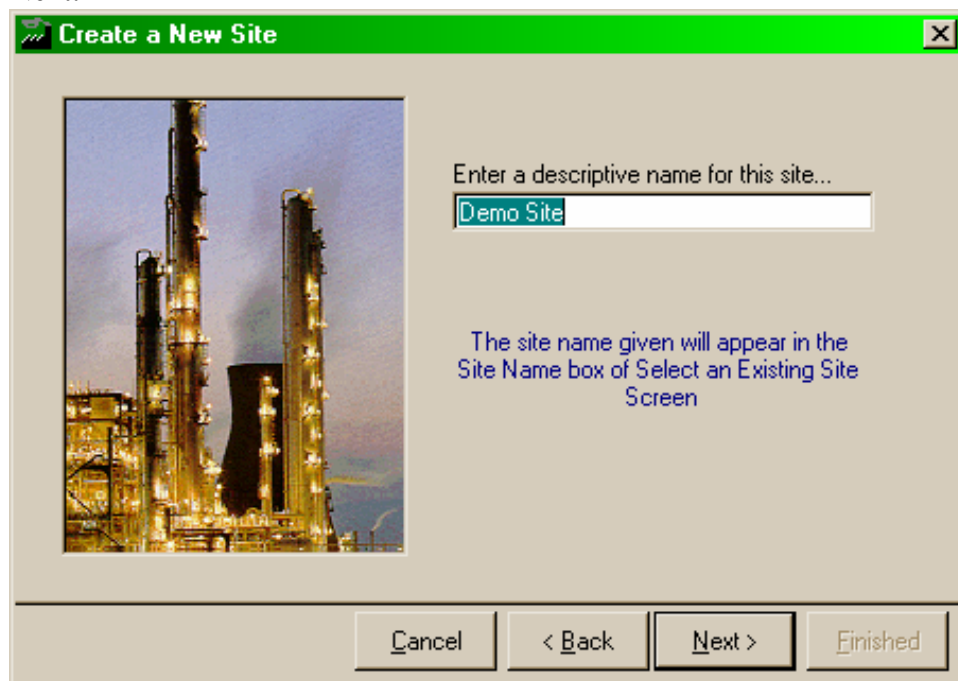 Create a New Site
Enter a descriptive name for this site...
Demo Site
The site name given will appear in the
Site Name box of Select an Existing Site
Screen
Cancel
< Back
Next >
Finished